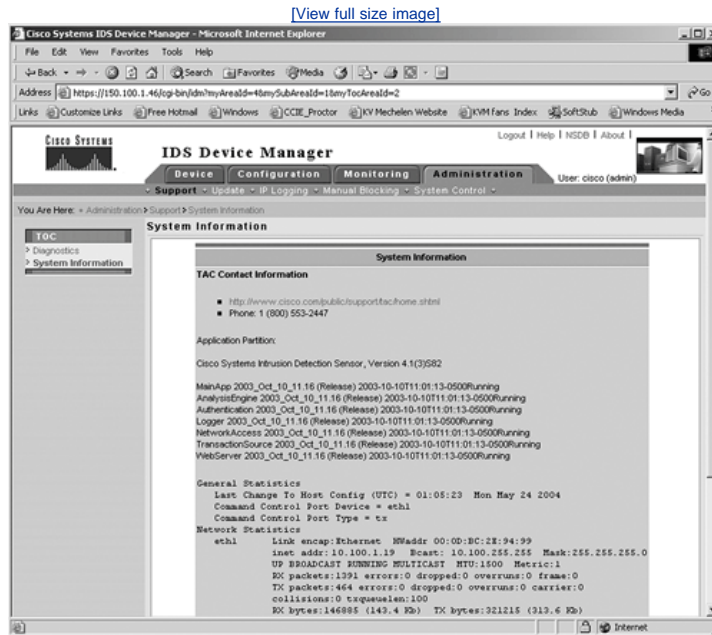 [View full size image]
Cisco Systems IDS Device Manager - Microsoft Internet Explorer
File Edit View Favorites Tools Help
Back Search Favorites Media
Address https://150.100.1.46/cgi-bin/idm?myAreaId=4&mySubAreaId=1&myTocAreaId=2 Go
Links Customize Links Free Hotmail Windows CCIE_Proctor KV Mechelen Website KVM fans Index SoftStub Windows Media
Logout | Help | NSDB | About |
CISCO SYSTEMS
IDS Device Manager
Device Configuration Monitoring Administration
User: cisco (admin)
Support Update IP Logging Manual Blocking System Control
You Are Here: Administration > Support > System Information
TOC
Diagnostics
System Information
System Information
System Information
TAC Contact Information
http://www.cisco.com/public/support/tac/home.shtml
Phone: 1 (800) 553-2447
Application Partition:
Cisco Systems Intrusion Detection Sensor, Version 4.1(3)S82
MainApp 2003_Oct_10_11.16 (Release) 2003-10-10T11:01:13-0500Running
AnalysisEngine 2003_Oct_10_11.16 (Release) 2003-10-10T11:01:13-0500Running
Authentication 2003_Oct_10_11.16 (Release) 2003-10-10T11:01:13-0500Running
Logger 2003_Oct_10_11.16 (Release) 2003-10-10T11:01:13-0500Running
NetworkAccess 2003_Oct_10_11.16 (Release) 2003-10-10T11:01:13-0500Running
TransactionSource 2003_Oct_10_11.16 (Release) 2003-10-10T11:01:13-0500Running
WebServer 2003_Oct_10_11.16 (Release) 2003-10-10T11:01:13-0500Running
General Statistics
Last Change To Host Config (UTC) = 01:05:23 Mon May 24 2004
Command Control Port Device = eth1
Command Control Port Type = tx
Network Statistics
eth1 Link encap:Ethernet HWaddr 00:0D:BC:2E:94:99
inet addr:10.100.1.19 Bcast: 10.100.255.255 Mask:255.255.255.0
UP BROADCAST RUNNING MULTICAST MTU:1500 Metric:1
RX packets:1391 errors:0 dropped:0 overruns:0 frame:0
TX packets:464 errors:0 dropped:0 overruns:0 carrier:0
collisions:0 txqueuelen:100
RX bytes:146885 (143.4 Kb) TX bytes:321215 (313.6 Kb)
Internet